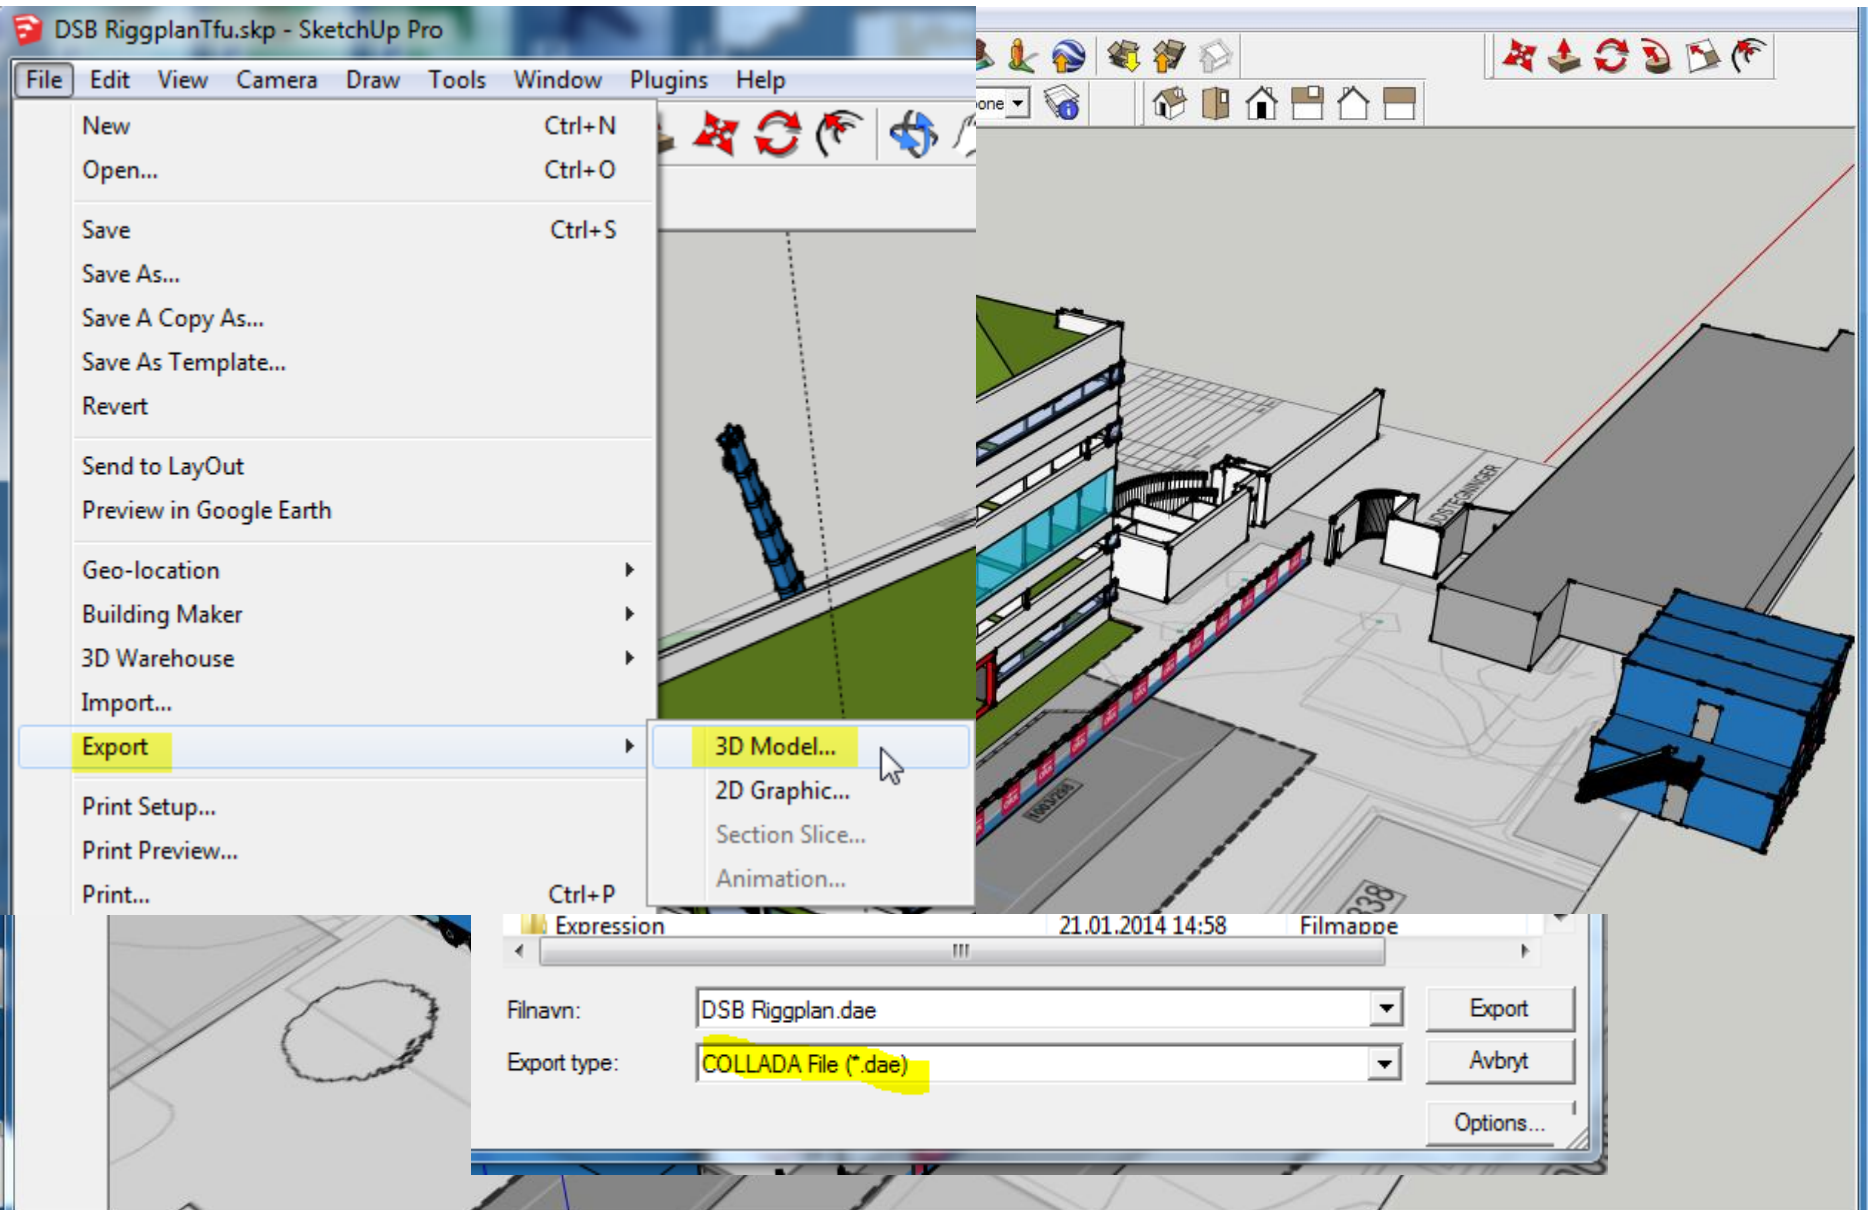 DSB RiggplanTfu.skp - SketchUp Pro
File Edit View Camera Draw Tools Window Plugins Help
New Ctrl+N
Open... Ctrl+O
Save Ctrl+S
Save As...
Save A Copy As...
Save As Template...
Revert
Send to LayOut
Preview in Google Earth
Geo-location
Building Maker
3D Warehouse
Import...
Export
Print Setup...
Print Preview...
Print... Ctrl+P
3D Model...
2D Graphic...
Section Slice...
Animation...
one
1003/298
338
Expression 21.01.2014 14:58 Filmappe
Filnavn: DSB Riggplan.dae Export
Export type: COLLADA File (*.dae) Avbryt
Options...